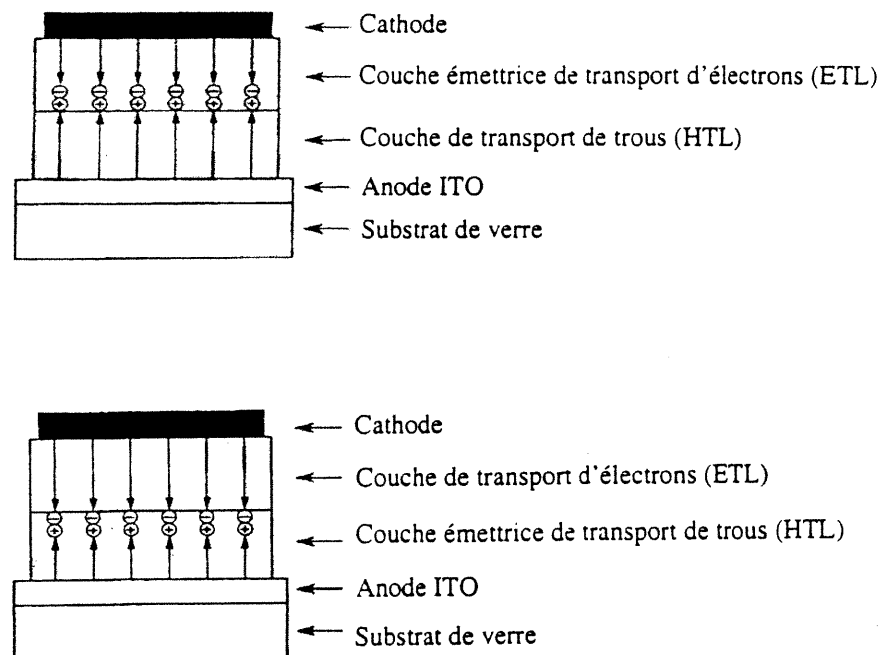 Cathode
Couche émettrice de transport d'électrons (ETL)
Couche de transport de trous (HTL)
Anode ITO
Substrat de verre
Cathode
Couche de transport d'électrons (ETL)
Couche émettrice de transport de trous (HTL)
Anode ITO
Substrat de verre